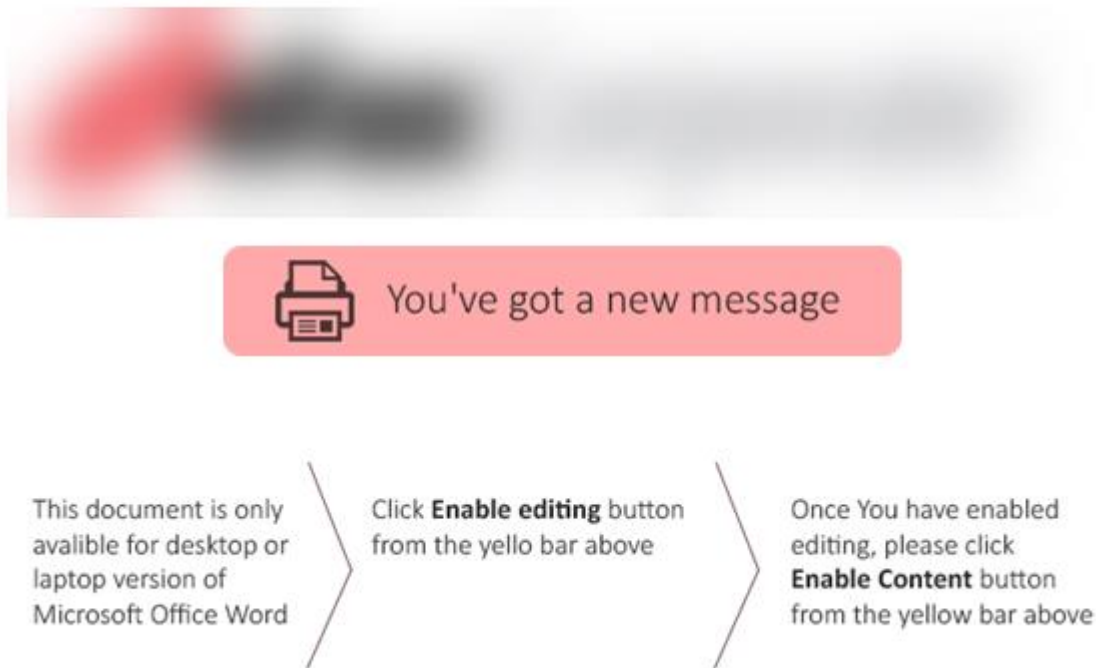 You've got a new message
This document is only
avalible for desktop or
laptop version of
Microsoft Office Word
Click Enable editing button
from the yello bar above
Once You have enabled
editing, please click
Enable Content button
from the yellow bar above